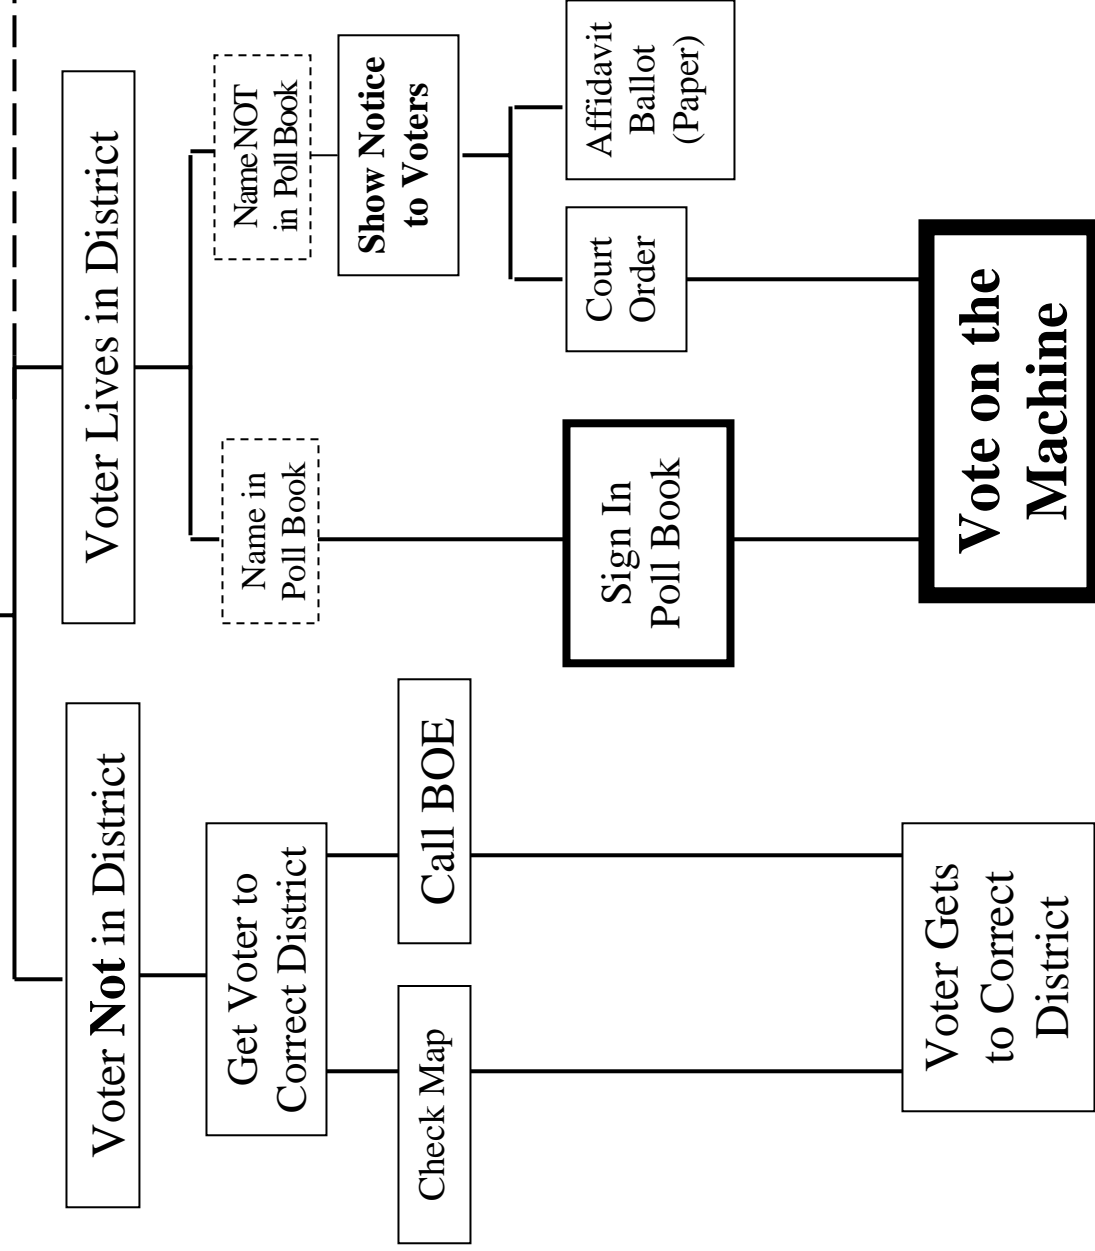 Voter Not in District
Voter Lives in District
Get Voter to
Correct District
Name in
Poll Book
Name NOT
in Poll Book
Show Notice
to Voters
Check Map
Call BOE
Sign In
Poll Book
Court
Order
Affidavit
Ballot
(Paper)
Voter Gets
to Correct
District
Vote on the
Machine